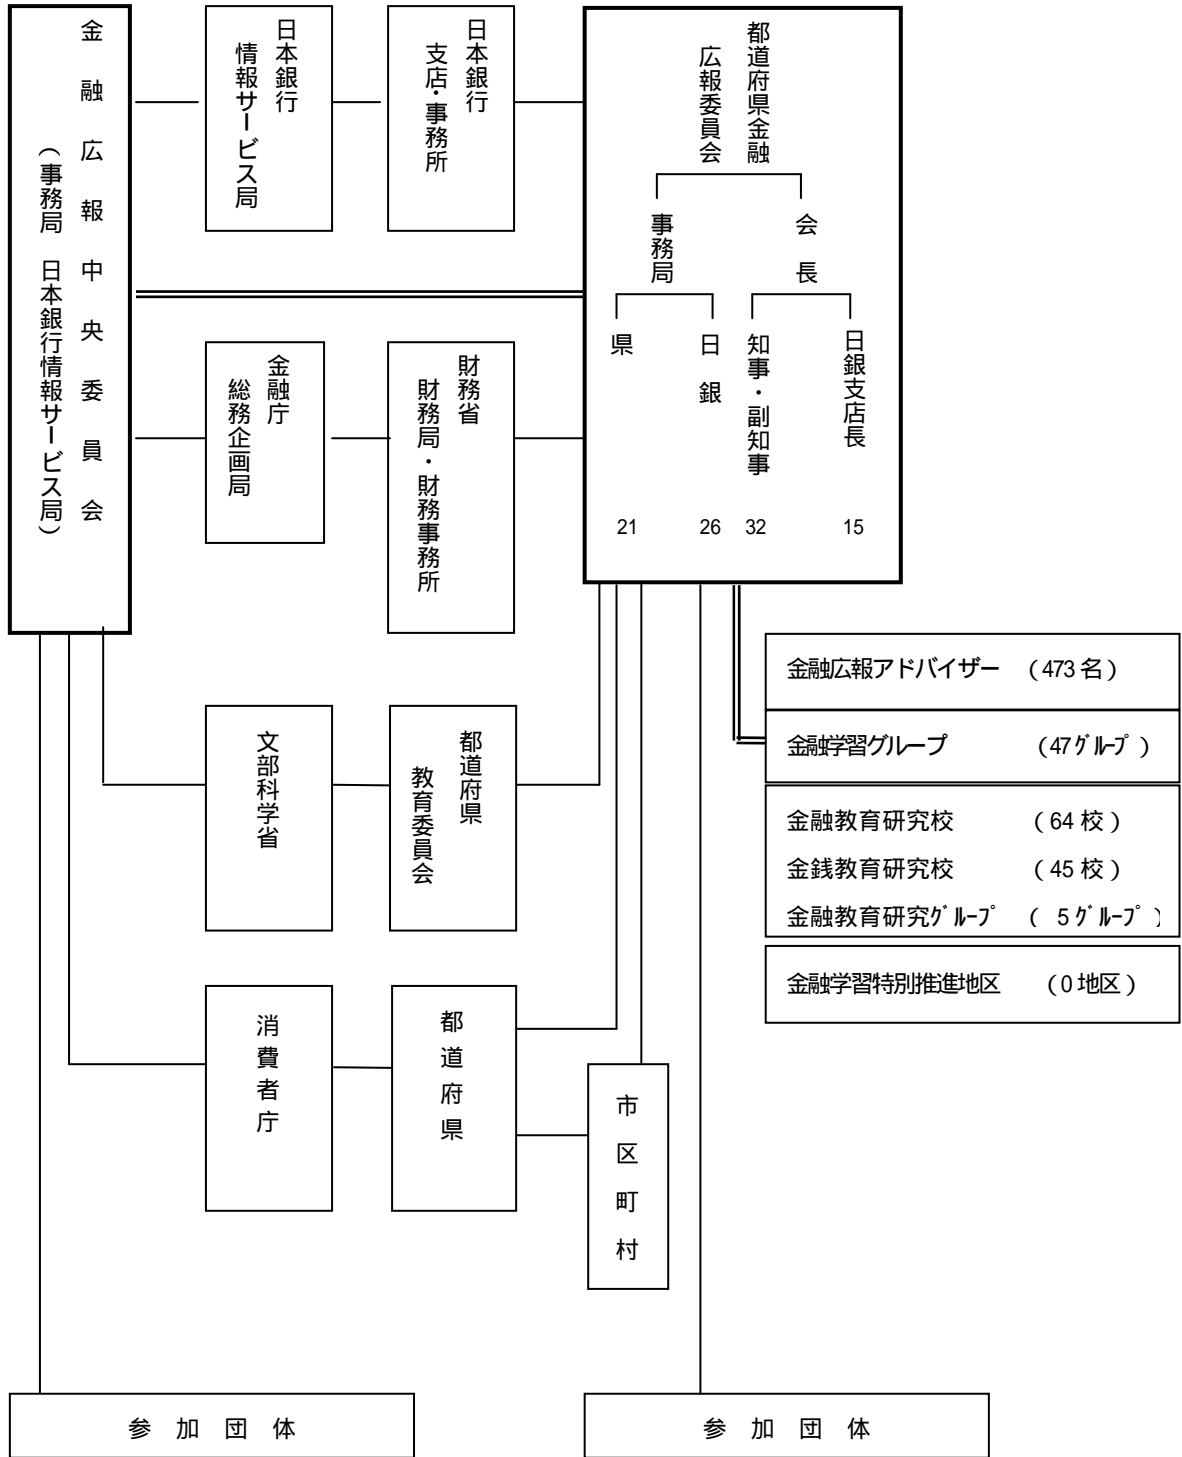 金融広報中央委員会
（事務局　日本銀行情報サービス局）
日本銀行
情報サービス局
日本銀行
支店・事務所
都道府県金融
広報委員会
会長
事務局
日銀支店長
知事・副知事
日銀
県
21
26
32
15
金融庁
総務企画局
財務省
財務局・財務事務所
金融広報アドバイザー　（473名）
金融学習グループ　（47ｸﾞﾙｰﾌﾟ）
金融教育研究校　（64校）
金銭教育研究校　（45校）
金融教育研究ｸﾞﾙｰﾌﾟ　（ 5ｸﾞﾙｰﾌﾟ）
金融学習特別推進地区　（0地区）
文部科学省
都道府県
教育委員会
消費者庁
都道府県
市区町村
参加団体
参加団体